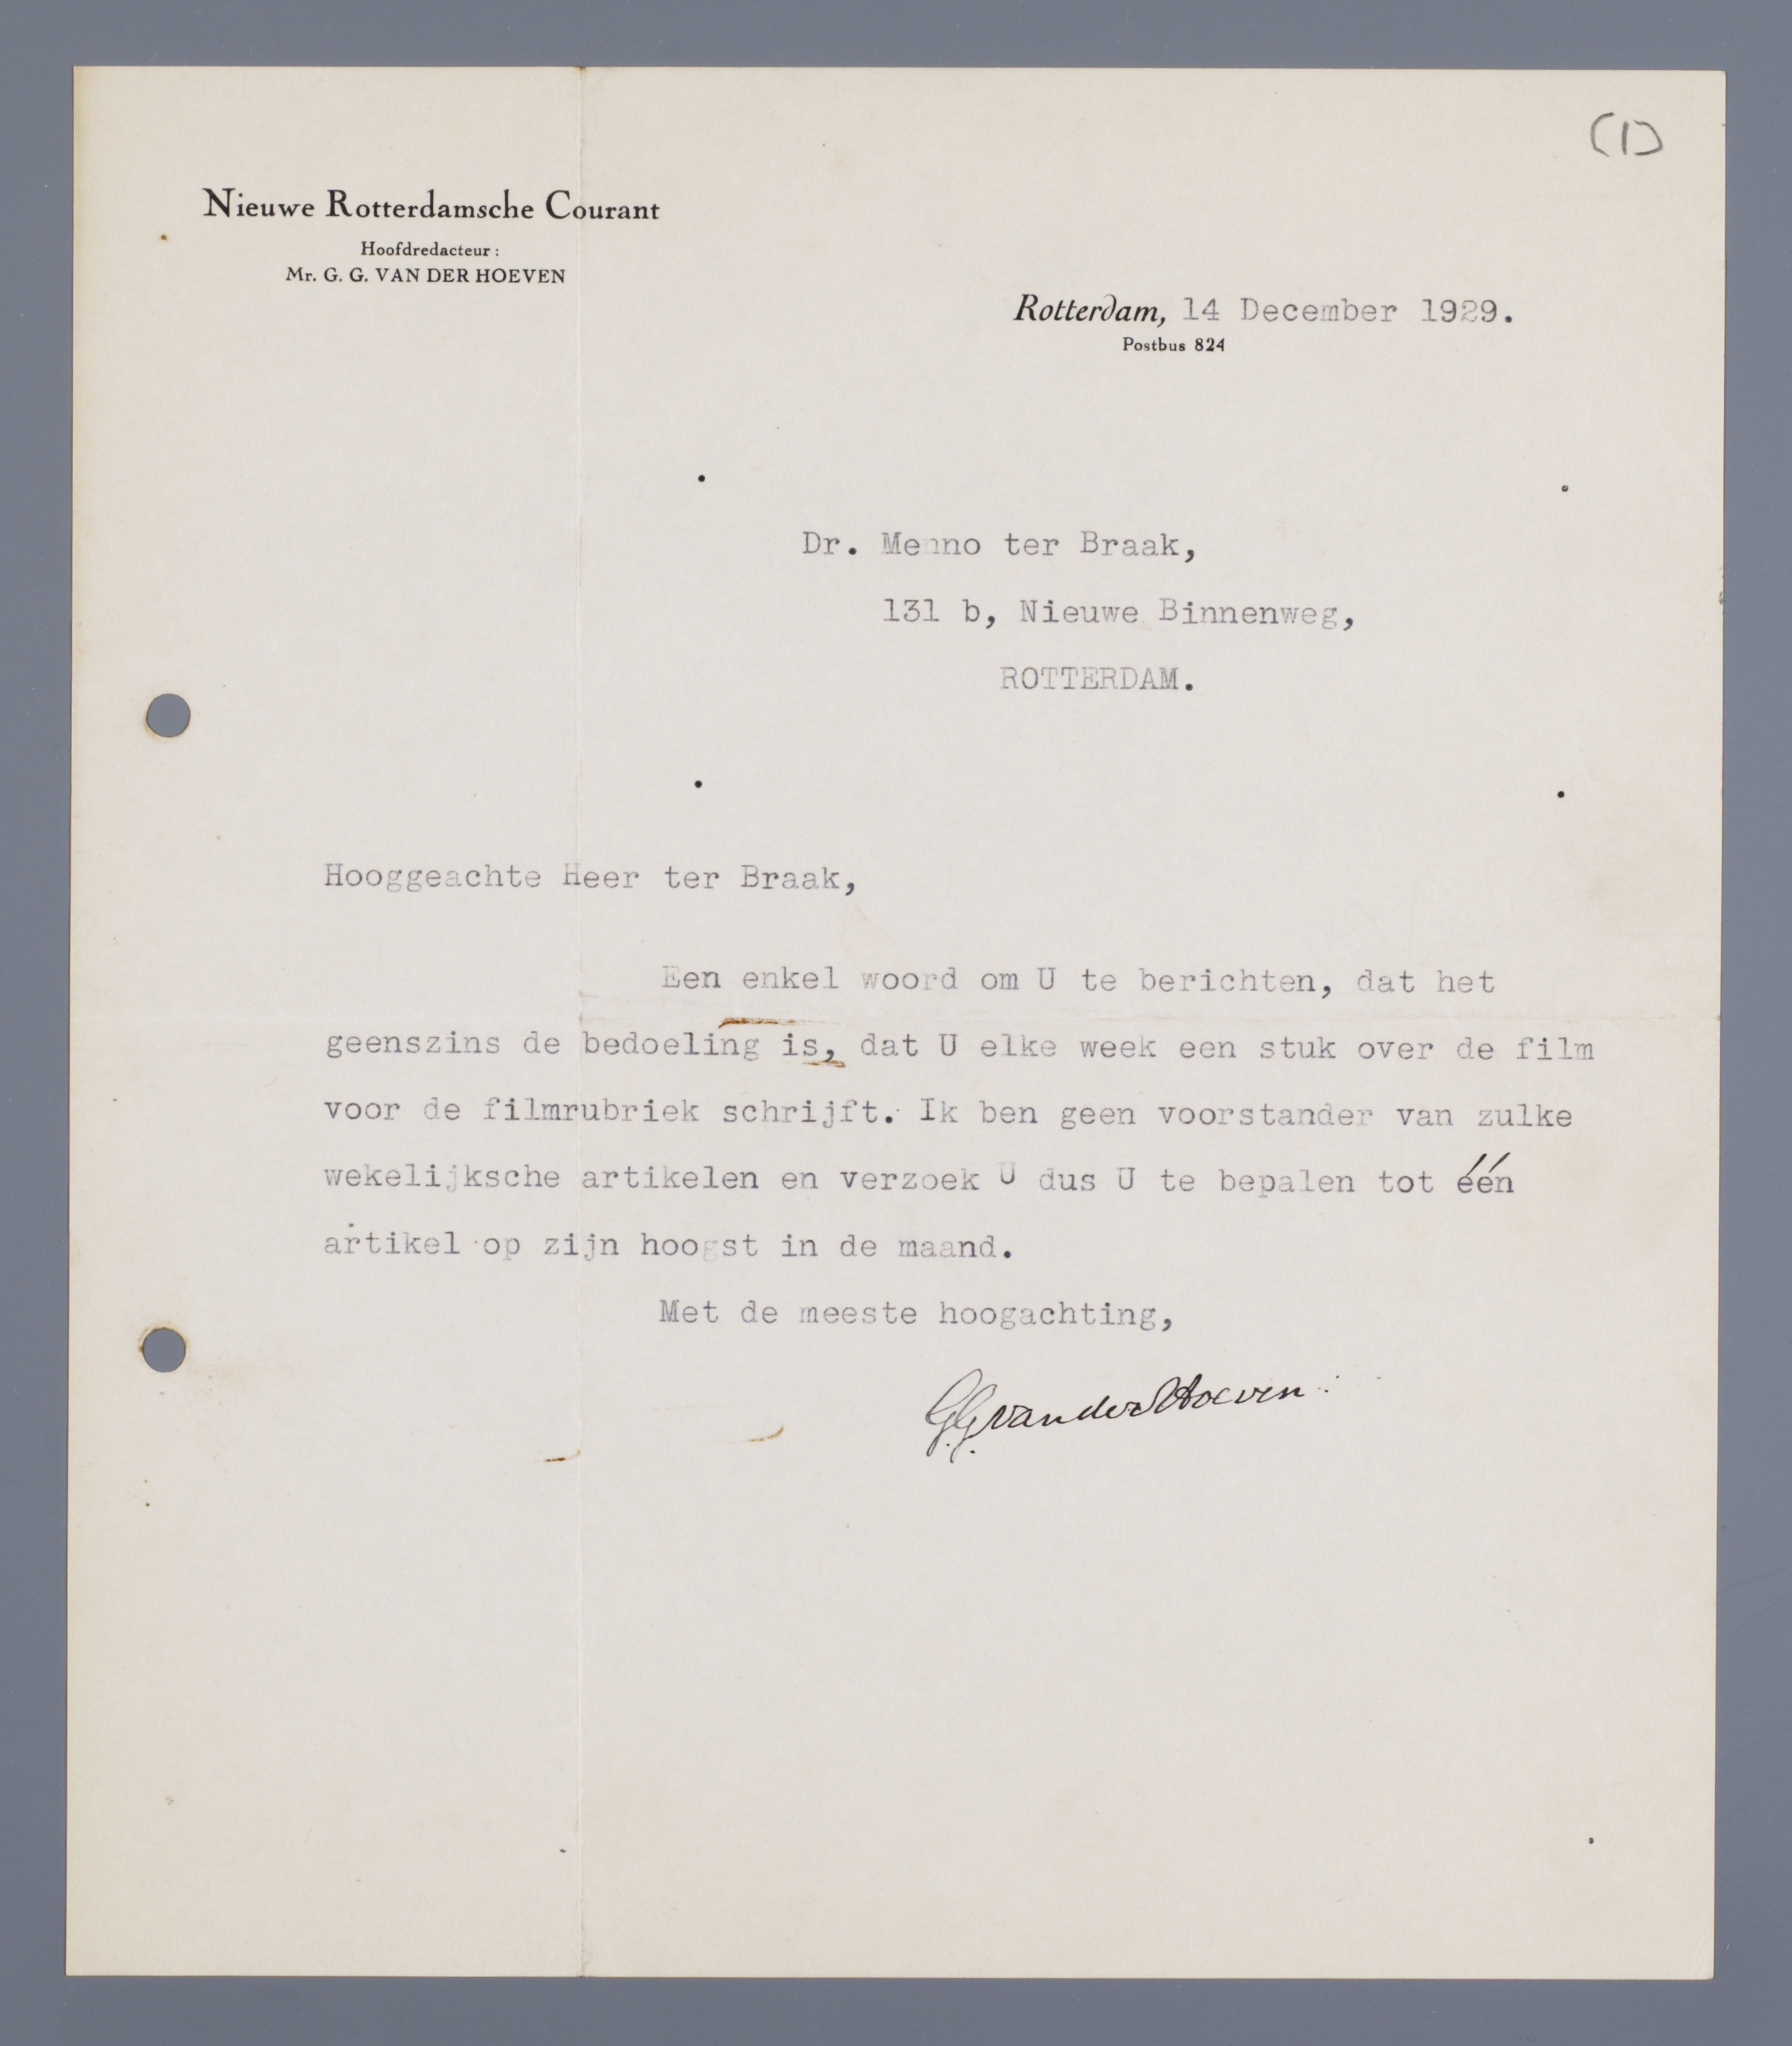 (1)
Nieuwe Rotterdamsche Courant
Hoofdredacteur :
Mr. G. G. VAN DER HOEVEN
Rotterdam, 14 December 1929.
Postbus 824
Dr. Menno ter Braak,
131 b, Nieuwe Binnenweg,
ROTTERDAM.
Hooggeachte Heer ter Braak,
Een enkel woord om U te berichten, dat het
geenszins de bedoeling is, dat U elke week een stuk over de film
voor de filmrubriek schrijft. Ik ben geen voorstander van zulke
wekelijksche artikelen en verzoek U dus U te bepalen tot één
artikel op zijn hoogst in de maand.
Met de meeste hoogachting,
G.G. van der Hoeven